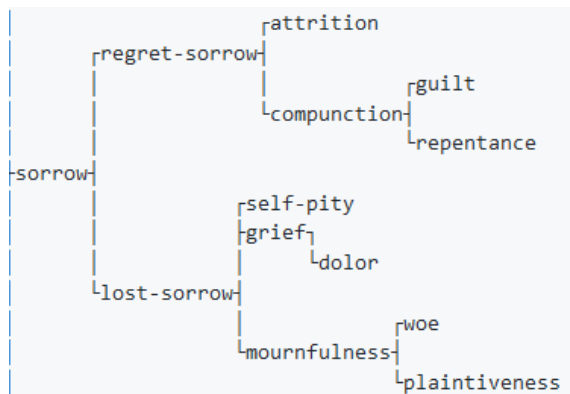 attrition
regret-sorrow
guilt
compunction
repentance
sorrow
self-pity
grief
dolor
lost-sorrow
woe
mournfulness
plaintiveness